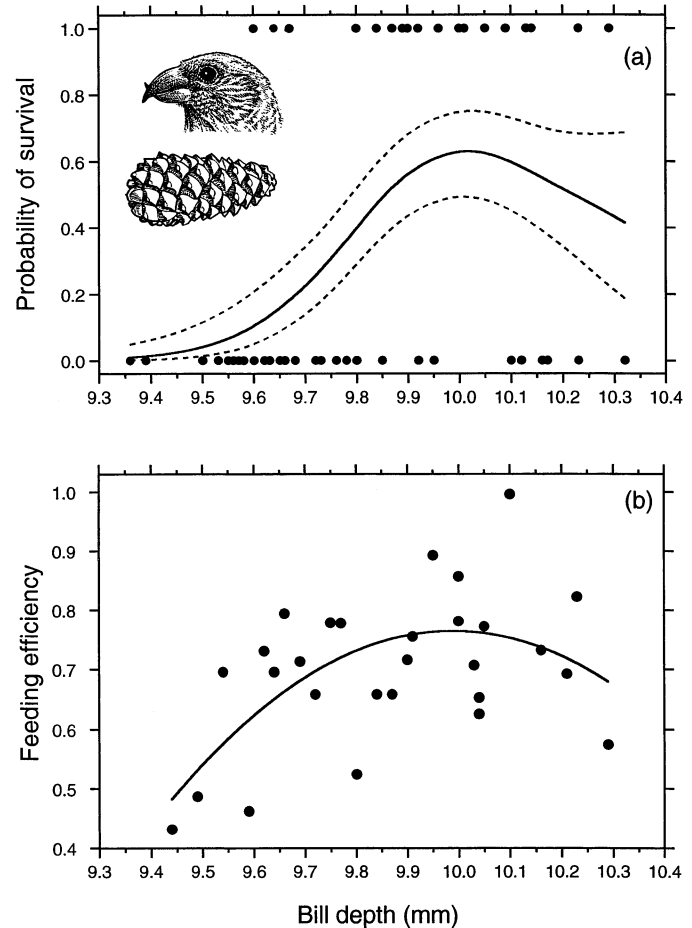 (a)
Probability of survival
1.0
0.8
0.6
0.4
0.2
0.0
9.3 9.4 9.5 9.6 9.7 9.8 9.9 10.0 10.1 10.2 10.3 10.4
(b)
Feeding efficiency
1.0
0.9
0.8
0.7
0.6
0.5
0.4
9.3 9.4 9.5 9.6 9.7 9.8 9.9 10.0 10.1 10.2 10.3 10.4
Bill depth (mm)